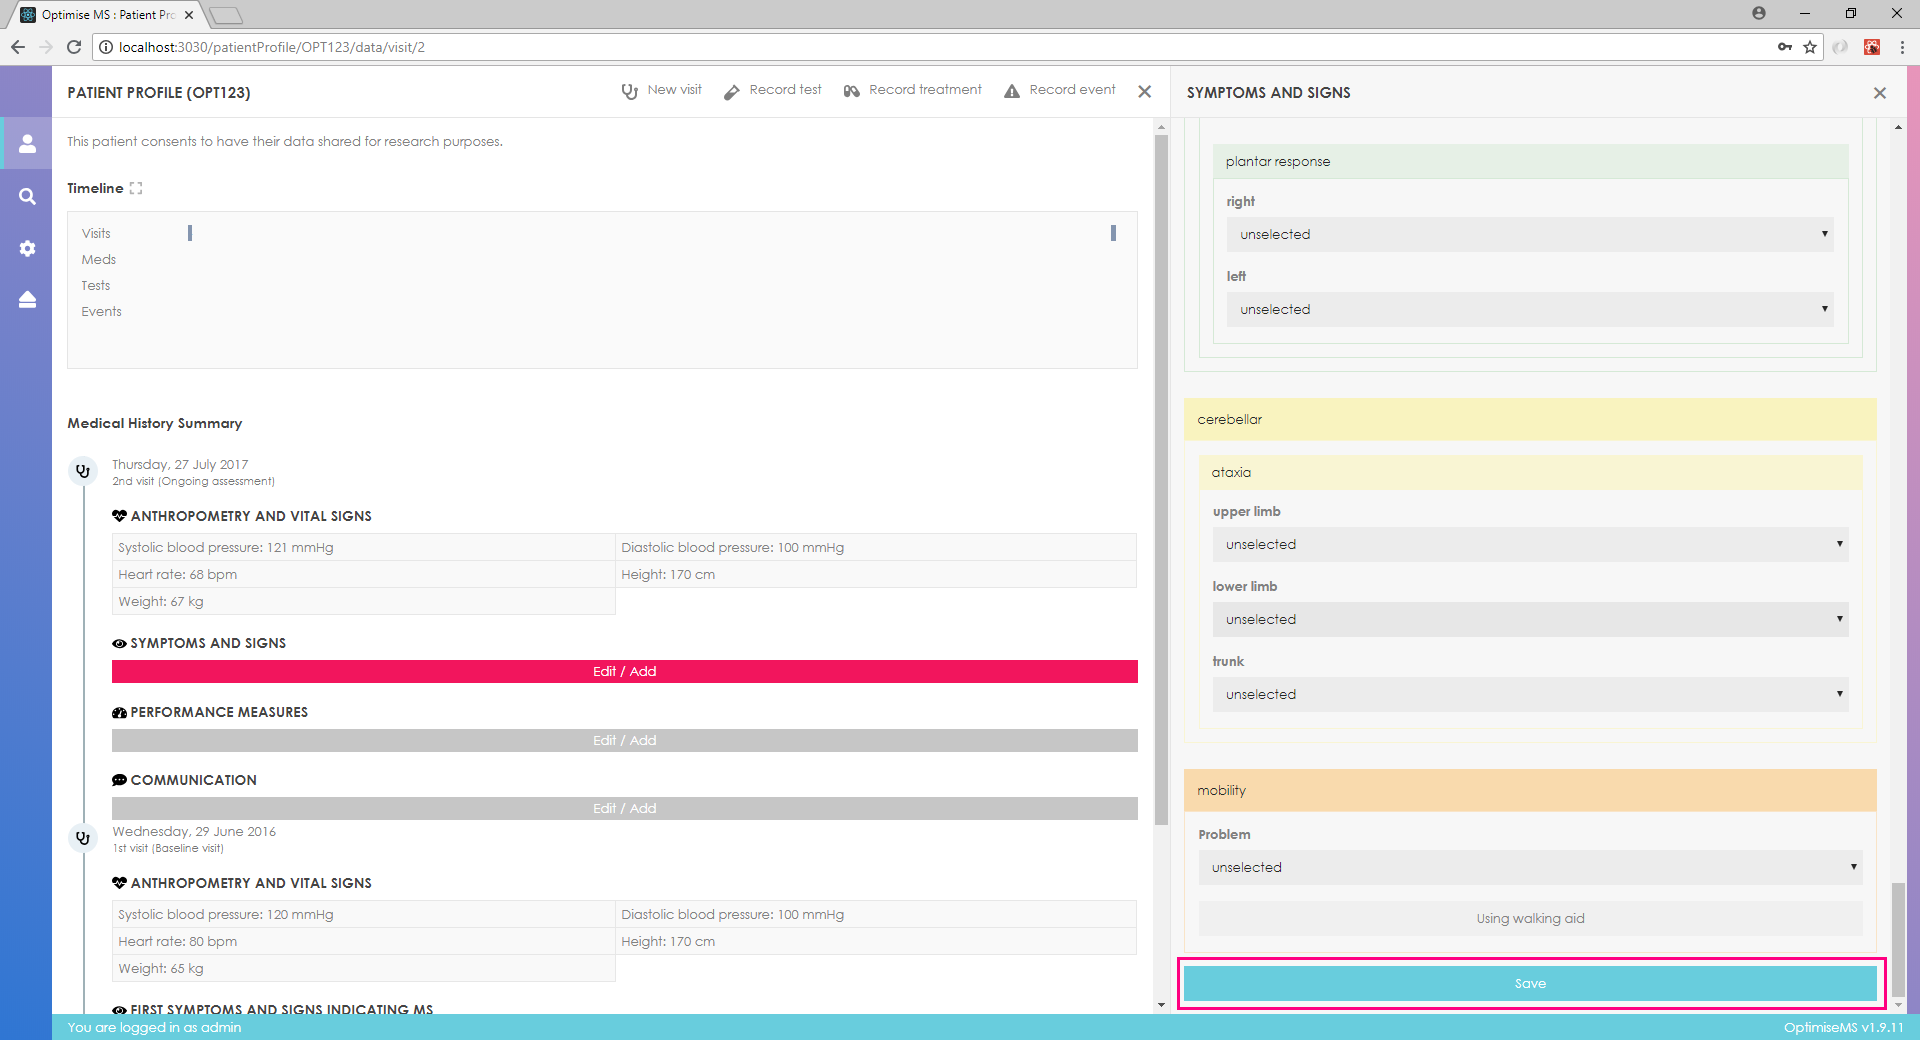 Optimise MS : Patient Pro
localhost:3030/patientProfile/OPT123/data/visit/2
PATIENT PROFILE (OPT123)
New visit
Record test
Record treatment
Record event
This patient consents to have their data shared for research purposes.
Timeline
Visits
Meds
Tests
Events
Medical History Summary
Thursday, 27 July 2017
2nd visit (Ongoing assessment)
ANTHROPOMETRY AND VITAL SIGNS
Systolic blood pressure: 121 mmHg
Diastolic blood pressure: 100 mmHg
Heart rate: 68 bpm
Height: 170 cm
Weight: 67 kg
SYMPTOMS AND SIGNS
Edit / Add
PERFORMANCE MEASURES
Edit / Add
COMMUNICATION
Edit / Add
Wednesday, 29 June 2016
1st visit (Baseline visit)
ANTHROPOMETRY AND VITAL SIGNS
Systolic blood pressure: 120 mmHg
Diastolic blood pressure: 100 mmHg
Heart rate: 80 bpm
Height: 170 cm
Weight: 65 kg
FIRST SYMPTOMS AND SIGNS INDICATING MS
SYMPTOMS AND SIGNS
plantar response
right
unselected
left
unselected
cerebellar
ataxia
upper limb
unselected
lower limb
unselected
trunk
unselected
mobility
Problem
unselected
Using walking aid
Save
You are logged in as admin
OptimiseMS v1.9.11